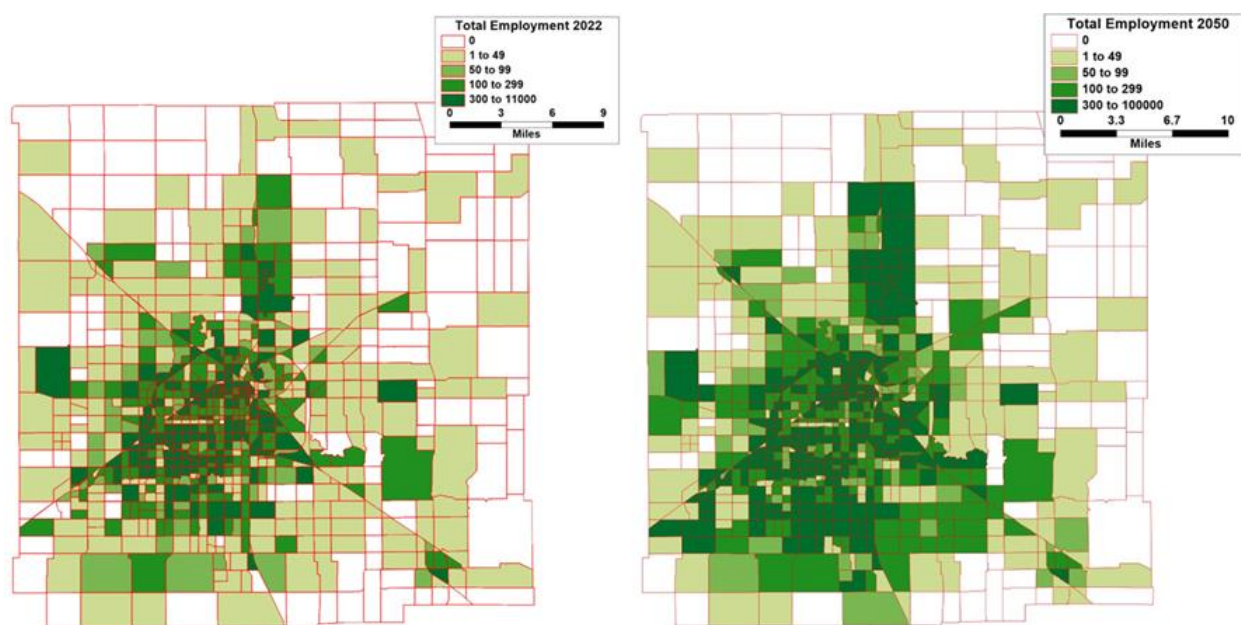 Total Employment 2022
0
1 to 49
50 to 99
100 to 299
300 to 11000
0 3 6 9
Miles
Total Employment 2050
0
1 to 49
50 to 99
100 to 299
300 to 100000
0 3.3 6.7 10
Miles